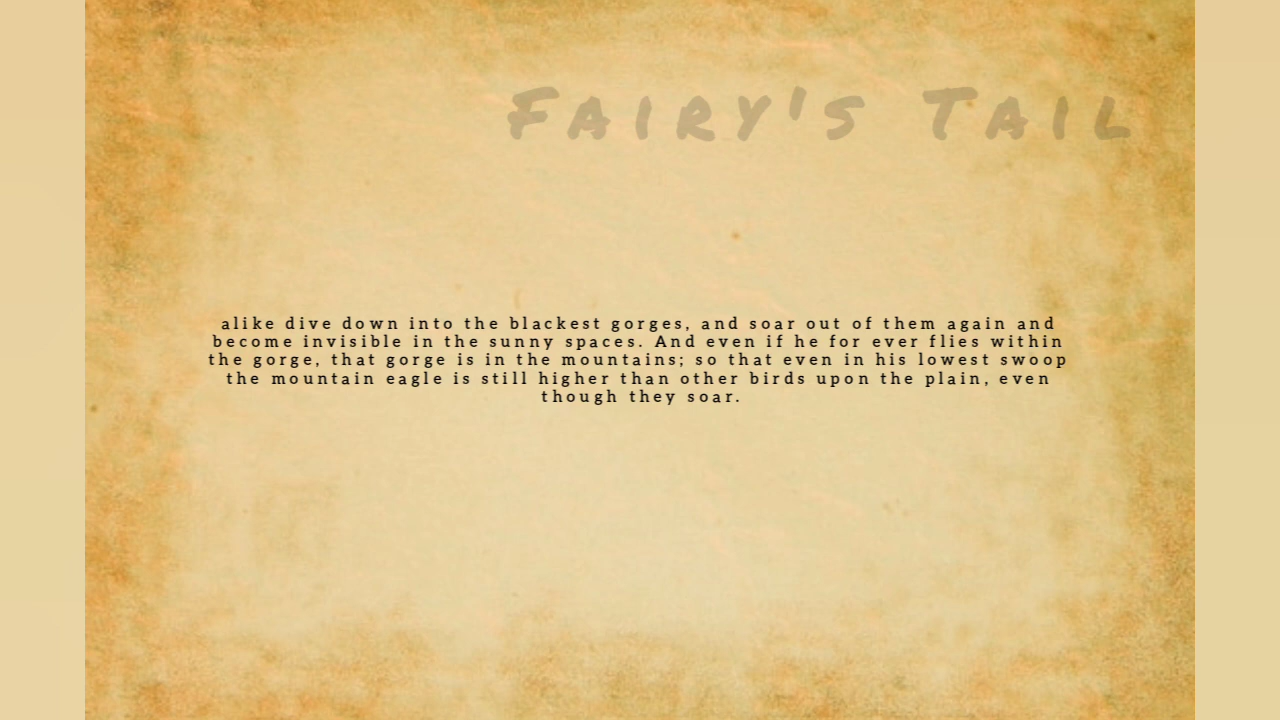 Fairy's Tail
alike dive down into the blackest gorges, and soar out of them again and
become invisible in the sunny spaces. And even if he for ever flies within
the gorge, that gorge is in the mountains; so that even in his lowest swoop
the mountain eagle is still higher than other birds upon the plain, even
though they soar.